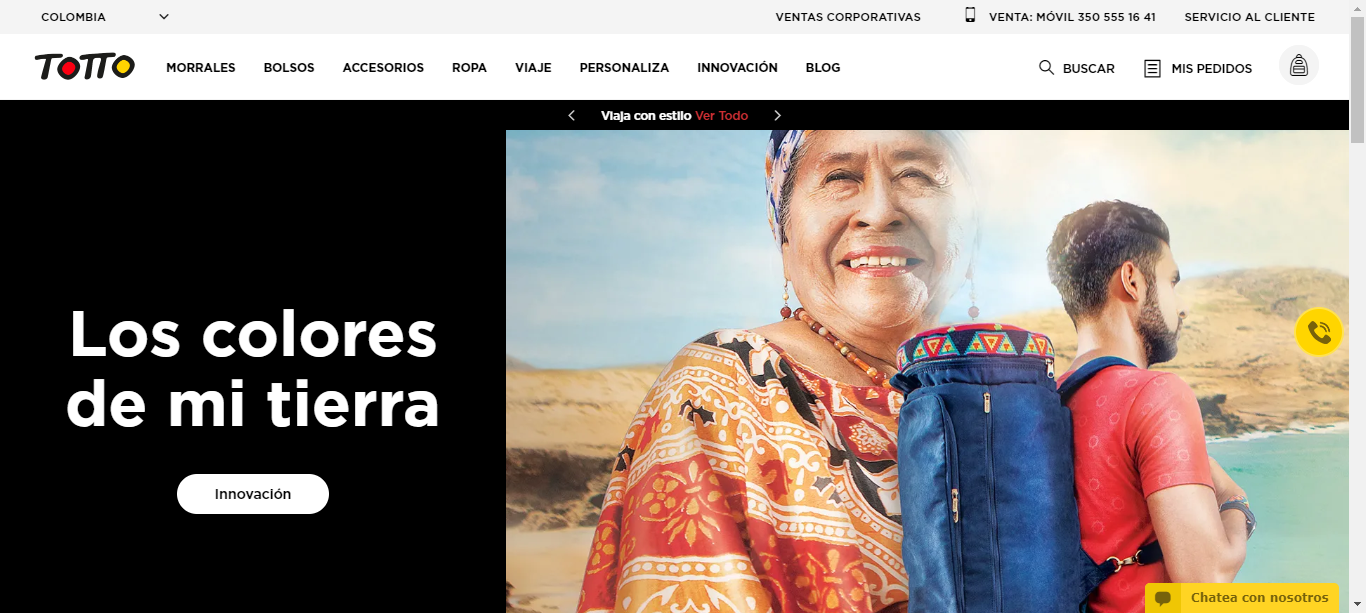 COLOMBIA
VENTAS CORPORATIVAS
VENTA: MÓVIL 350 555 16 41
SERVICIO AL CLIENTE
TOTTO
MORRALES
BOLSOS
ACCESORIOS
ROPA
VIAJE
PERSONALIZA
INNOVACIÓN
BLOG
BUSCAR
MIS PEDIDOS
Viaja con estilo Ver Todo
Los colores
de mi tierra
Innovación
Chatea con nosotros